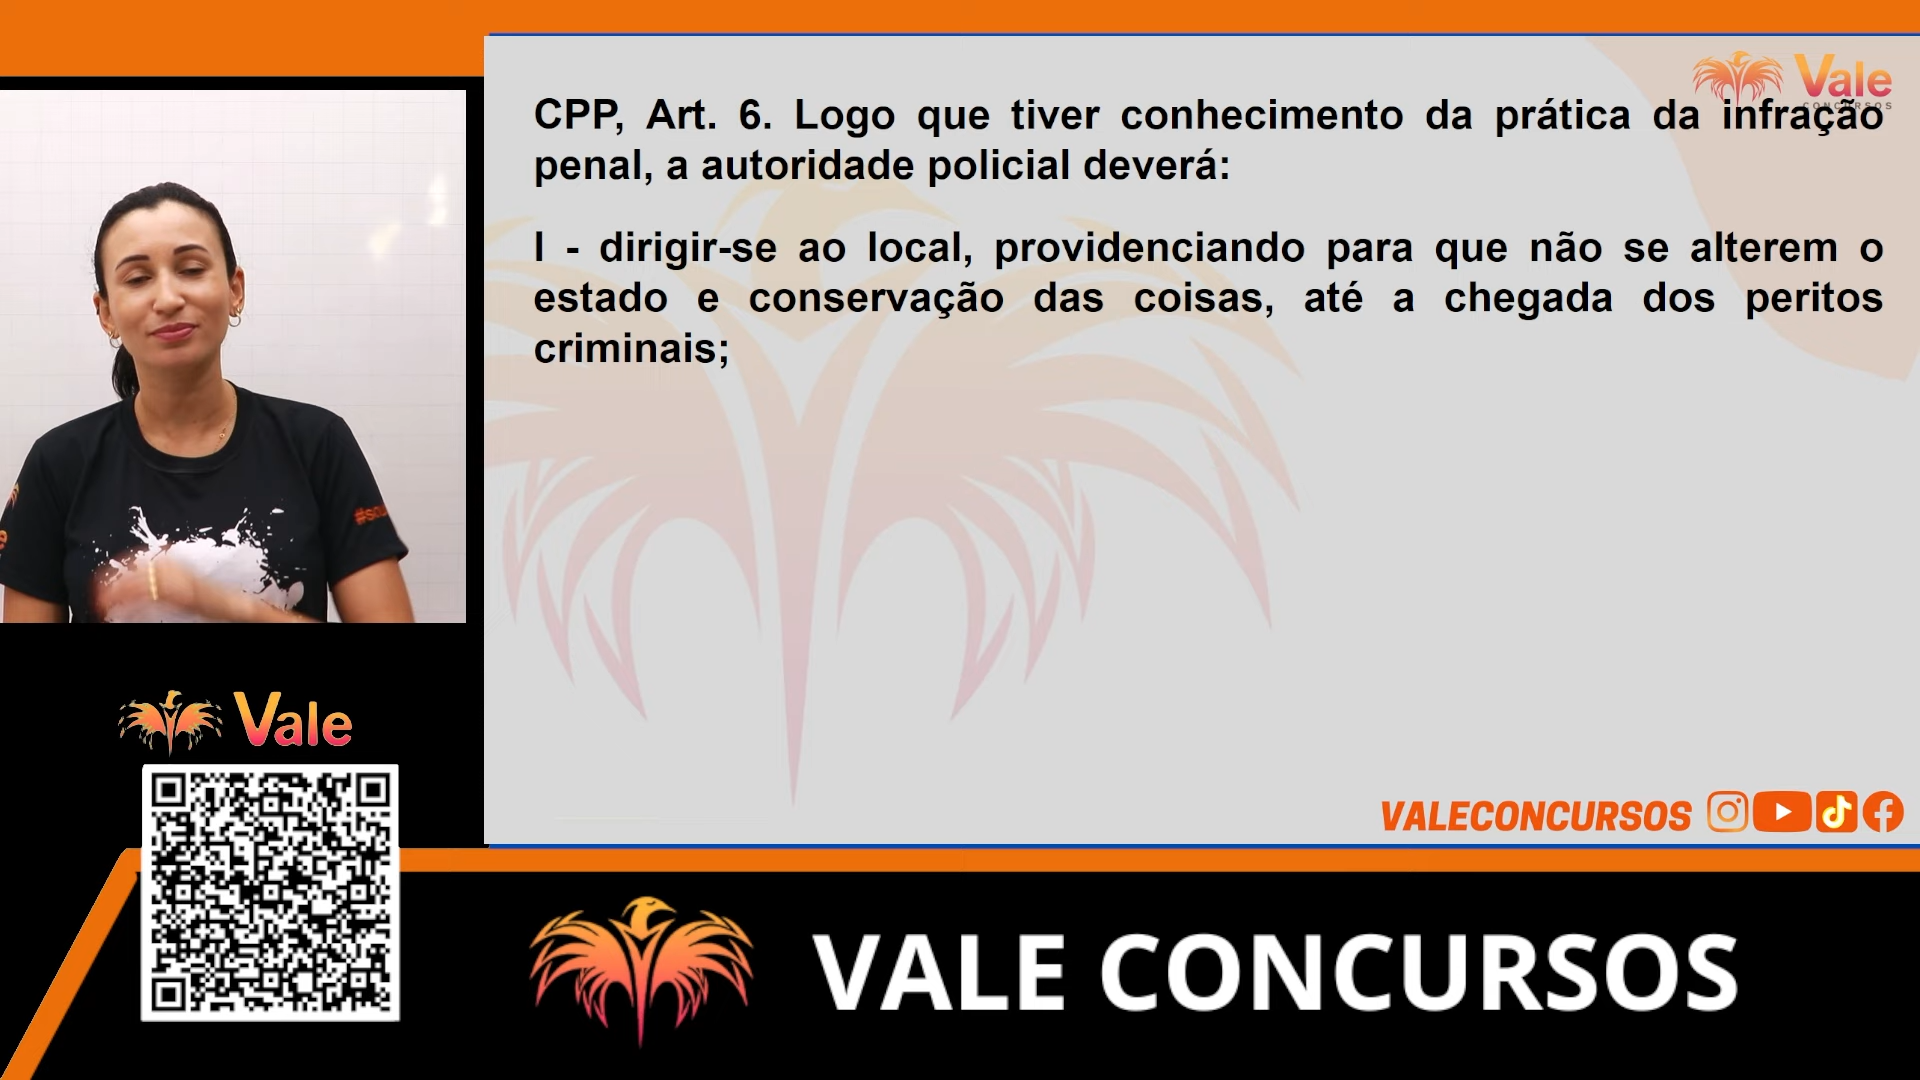 Vale
CONCURSOS
CPP, Art. 6. Logo que tiver conhecimento da prática da infração
penal, a autoridade policial deverá:
I - dirigir-se ao local, providenciando para que não se alterem o
estado e conservação das coisas, até a chegada dos peritos
criminais;
#sou
Vale
VALECONCURSOS
VALE CONCURSOS